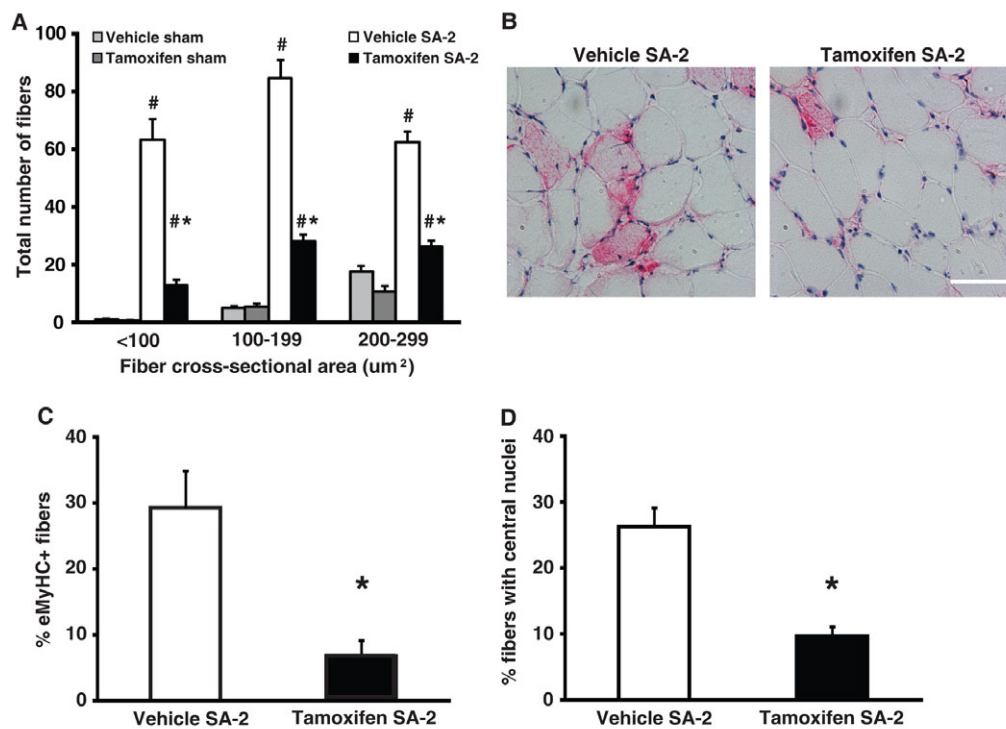 A
Vehicle sham
Tamoxifen sham
Vehicle SA-2
Tamoxifen SA-2
Total number of fibers
100
80
60
40
20
0
#
#*
#
#*
#
#*
<100
100-199
200-299
Fiber cross-sectional area (um²)
B
Vehicle SA-2
Tamoxifen SA-2
C
% eMyHC+ fibers
40
30
20
10
0
*
Vehicle SA-2
Tamoxifen SA-2
D
% fibers with central nuclei
40
30
20
10
0
*
Vehicle SA-2
Tamoxifen SA-2